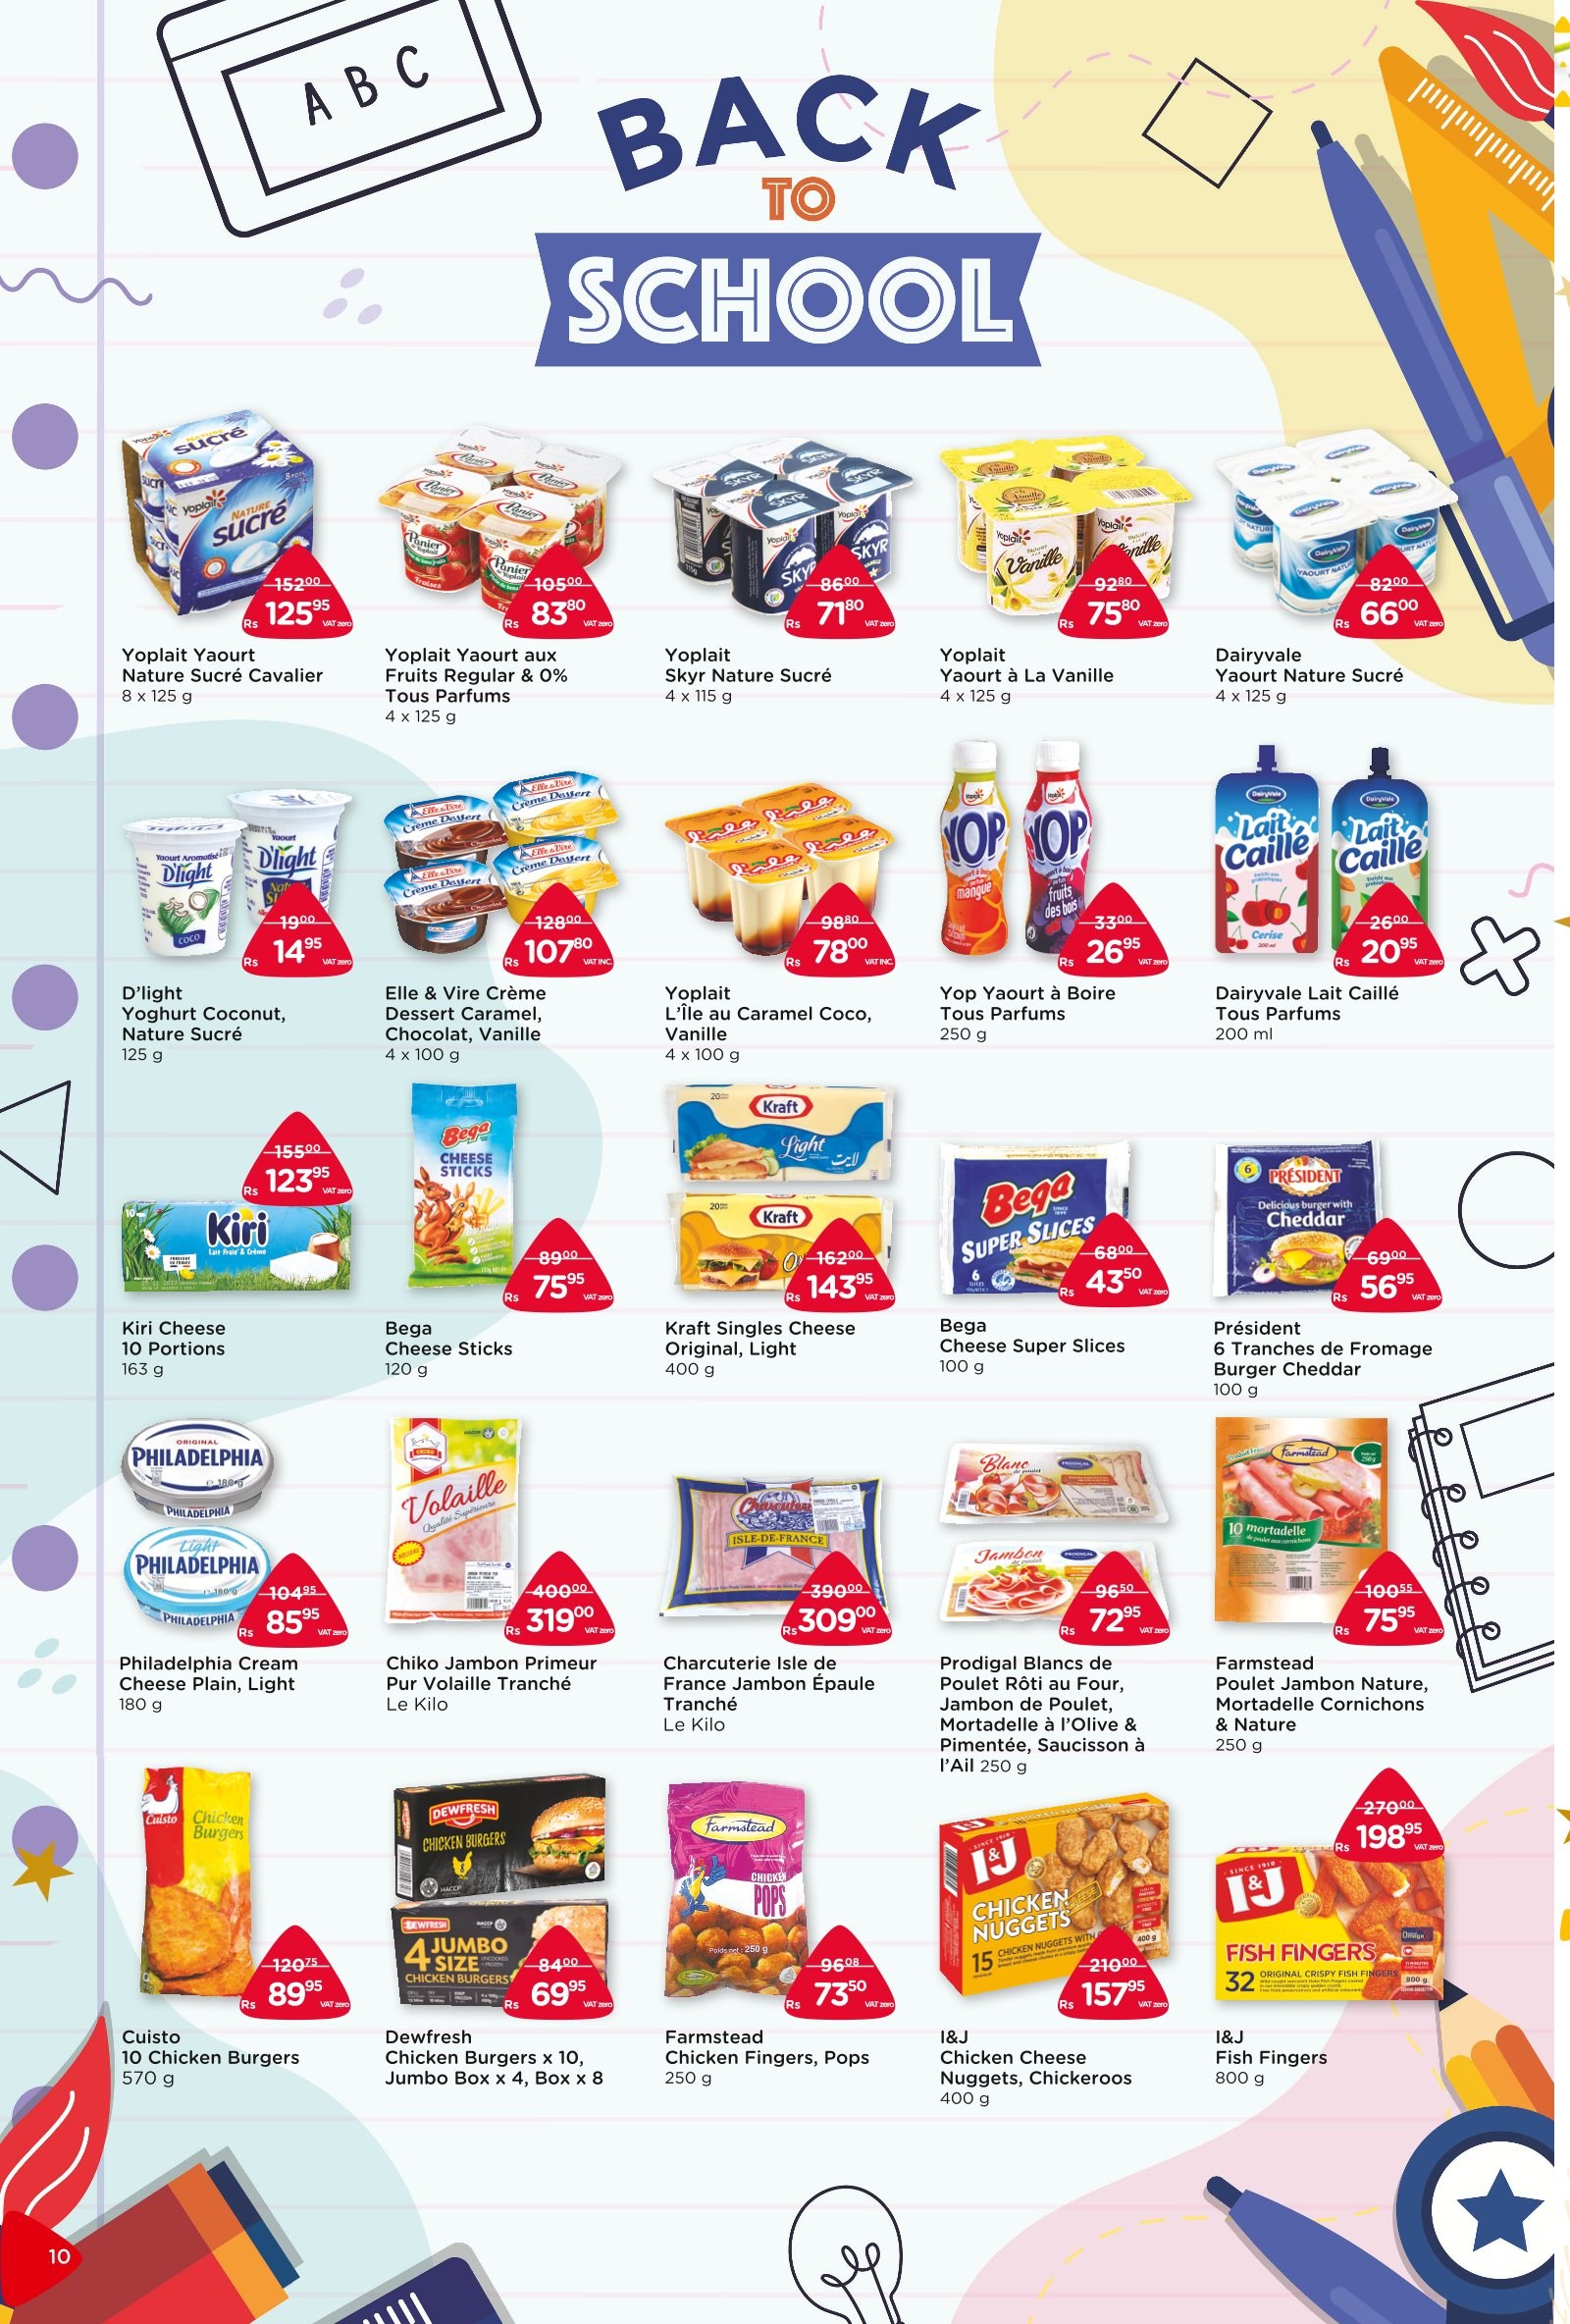 A B C
BACK
TO
SCHOOL
152.00
Rs 125.95 VAT zero
Yoplait Yaourt
Nature Sucré Cavalier
8 x 125 g
105.00
Rs 83.80 VAT zero
Yoplait Yaourt aux
Fruits Regular & 0%
Tous Parfums
4 x 125 g
86.00
Rs 71.80 VAT zero
Yoplait
Skyr Nature Sucré
4 x 115 g
92.80
Rs 75.80 VAT zero
Yoplait
Yaourt à La Vanille
4 x 125 g
82.00
Rs 66.00 VAT zero
Dairyvale
Yaourt Nature Sucré
4 x 125 g
19.00
Rs 14.95 VAT zero
D’light
Yoghurt Coconut,
Nature Sucré
125 g
128.00
Rs 107.80 VAT INC.
Elle & Vire Crème
Dessert Caramel,
Chocolat, Vanille
4 x 100 g
98.80
Rs 78.00 VAT INC.
Yoplait
L’Île au Caramel Coco,
Vanille
4 x 100 g
33.00
Rs 26.95 VAT zero
Yop Yaourt à Boire
Tous Parfums
250 g
26.00
Rs 20.95 VAT zero
Dairyvale Lait Caillé
Tous Parfums
200 ml
155.00
Rs 123.95 VAT zero
Kiri Cheese
10 Portions
163 g
89.00
Rs 75.95 VAT zero
Bega
Cheese Sticks
120 g
162.00
Rs 143.95 VAT zero
Kraft Singles Cheese
Original, Light
400 g
68.00
Rs 43.50 VAT zero
Bega
Cheese Super Slices
100 g
69.00
Rs 56.95 VAT zero
Président
6 Tranches de Fromage
Burger Cheddar
100 g
104.95
Rs 85.95 VAT zero
Philadelphia Cream
Cheese Plain, Light
180 g
400.00
Rs 319.00 VAT zero
Chiko Jambon Primeur
Pur Volaille Tranché
Le Kilo
390.00
Rs 309.00 VAT zero
Charcuterie Isle de
France Jambon Épaule
Tranché
Le Kilo
96.50
Rs 72.95 VAT zero
Prodigal Blancs de
Poulet Rôti au Four,
Jambon de Poulet,
Mortadelle à l’Olive &
Pimentée, Saucisson à
l’Ail 250 g
100.55
Rs 75.95 VAT zero
Farmstead
Poulet Jambon Nature,
Mortadelle Cornichons
& Nature
250 g
120.75
Rs 89.95 VAT zero
Cuisto
10 Chicken Burgers
570 g
84.00
Rs 69.95 VAT zero
Dewfresh
Chicken Burgers x 10,
Jumbo Box x 4, Box x 8
96.08
Rs 73.50 VAT zero
Farmstead
Chicken Fingers, Pops
250 g
210.00
Rs 157.95 VAT zero
I&J
Chicken Cheese
Nuggets, Chickeroos
400 g
270.00
Rs 198.95 VAT zero
I&J
Fish Fingers
800 g
10